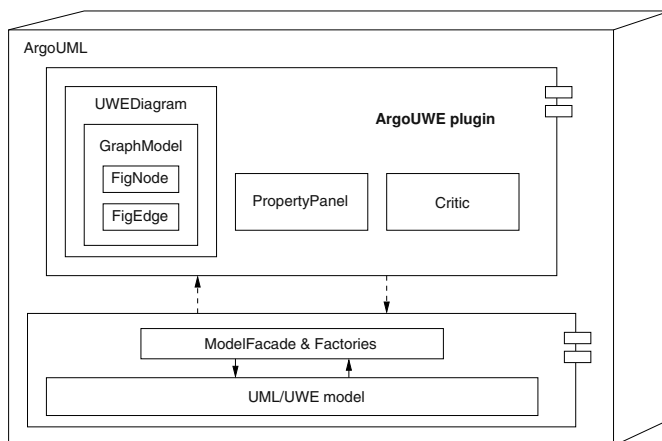 ArgoUML
UWEDiagram
ArgoUWE plugin
GraphModel
FigNode
FigEdge
PropertyPanel
Critic
ModelFacade & Factories
UML/UWE model